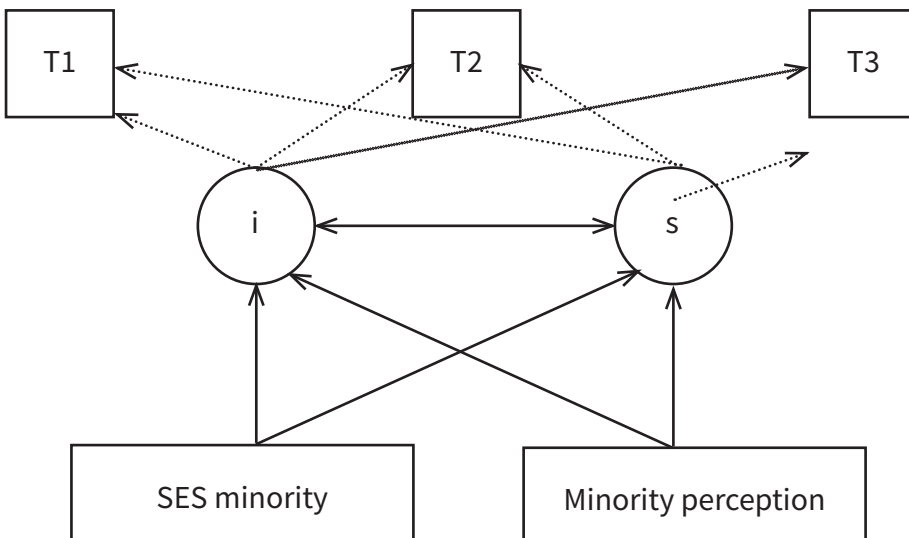 T1
T2
T3
i
s
SES minority
Minority perception